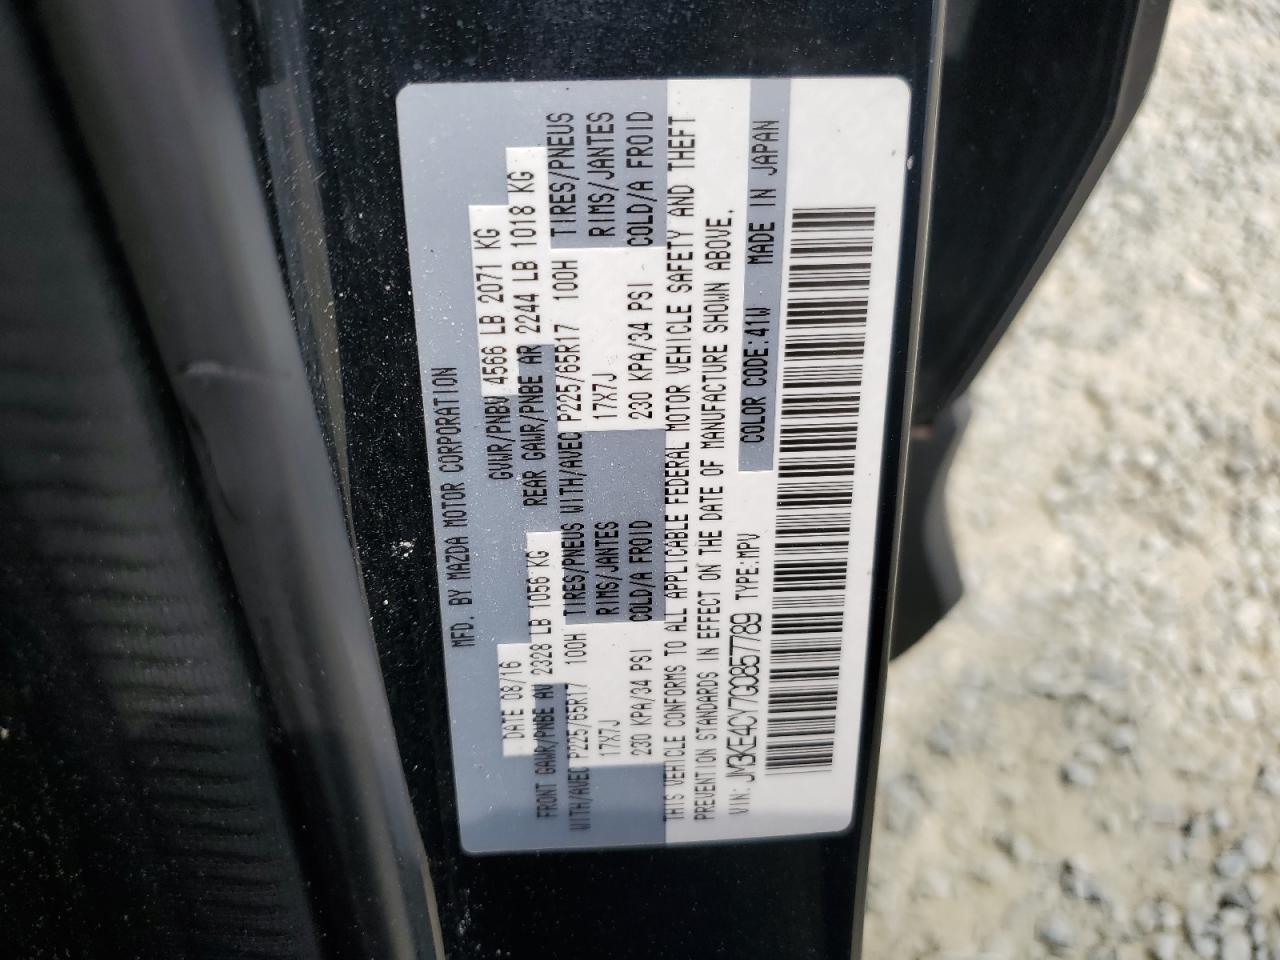 MFD. BY MAZDA MOTOR CORPORATION
DATE 08/16 GVWR/PNBV 4566 LB 2071 KG
FRONT GAWR/PNBE AV 2328 LB 1056 KG REAR GAWR/PNBE AR 2244 LB 1018 KG
WITH/AVEC P225/65R17 100H TIRES/PNEUS WITH/AVEC P225/65R17 100H TIRES/PNEUS
17X7J RIMS/JANTES 17X7J RIMS/JANTES
230 KPA/34 PSI COLD/A FROID 230 KPA/34 PSI COLD/A FROID
THIS VEHICLE CONFORMS TO ALL APPLICABLE FEDERAL MOTOR VEHICLE SAFETY AND THEFT
PREVENTION STANDARDS IN EFFECT ON THE DATE OF MANUFACTURE SHOWN ABOVE.
VIN: JM3KE4CY7G0857789 TYPE:MPV COLOR CODE:41W MADE IN JAPAN